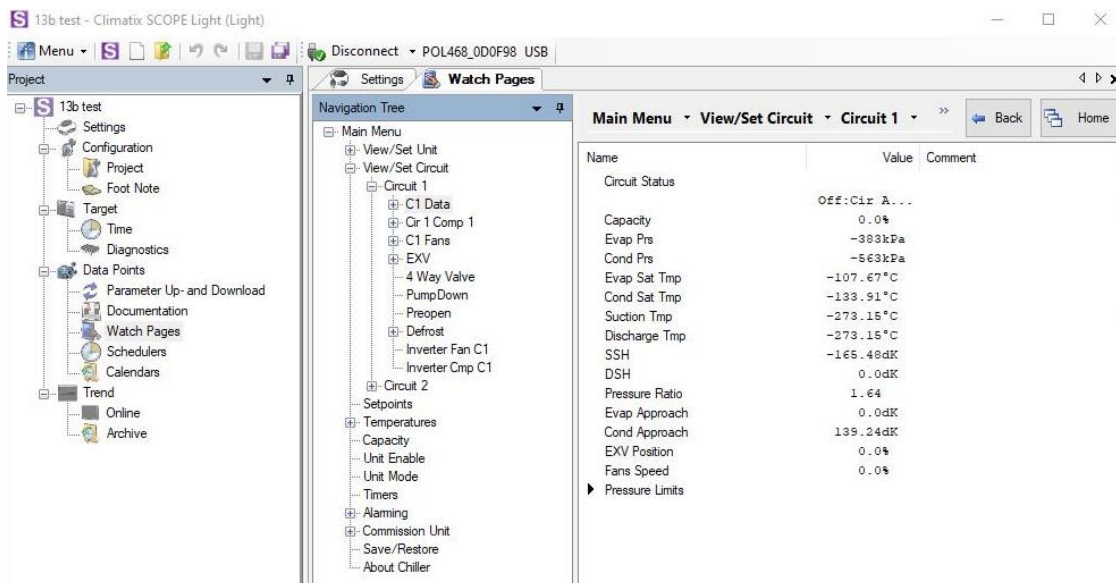 13b test - Climatix SCOPE Light (Light)
Menu
Disconnect POL468_0D0F98 USB
Project
13b test
Settings
Configuration
Project
Foot Note
Target
Time
Diagnostics
Data Points
Parameter Up- and Download
Documentation
Watch Pages
Schedulers
Calendars
Trend
Online
Archive
Settings Watch Pages
Navigation Tree
Main Menu
View/Set Unit
View/Set Circuit
Circuit 1
C1 Data
Cir 1 Comp 1
C1 Fans
EXV
4 Way Valve
PumpDown
Preopen
Defrost
Inverter Fan C1
Inverter Cmp C1
Circuit 2
Setpoints
Temperatures
Capacity
Unit Enable
Unit Mode
Timers
Alarming
Commission Unit
Save/Restore
About Chiller
Main Menu View/Set Circuit Circuit 1 » Back Home
Name Value Comment
Circuit Status
Off:Cir A...
Capacity 0.0%
Evap Prs -383kPa
Cond Prs -563kPa
Evap Sat Tmp -107.67°C
Cond Sat Tmp -133.91°C
Suction Tmp -273.15°C
Discharge Tmp -273.15°C
SSH -165.48dK
DSH 0.0dK
Pressure Ratio 1.64
Evap Approach 0.0dK
Cond Approach 139.24dK
EXV Position 0.0%
Fans Speed 0.0%
Pressure Limits